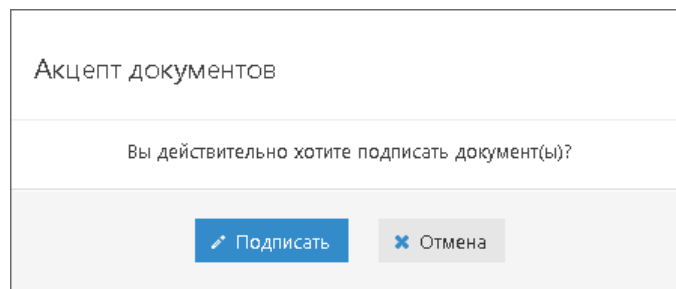 Акцепт документов
Вы действительно хотите подписать документ(ы)?
Подписать
Отмена